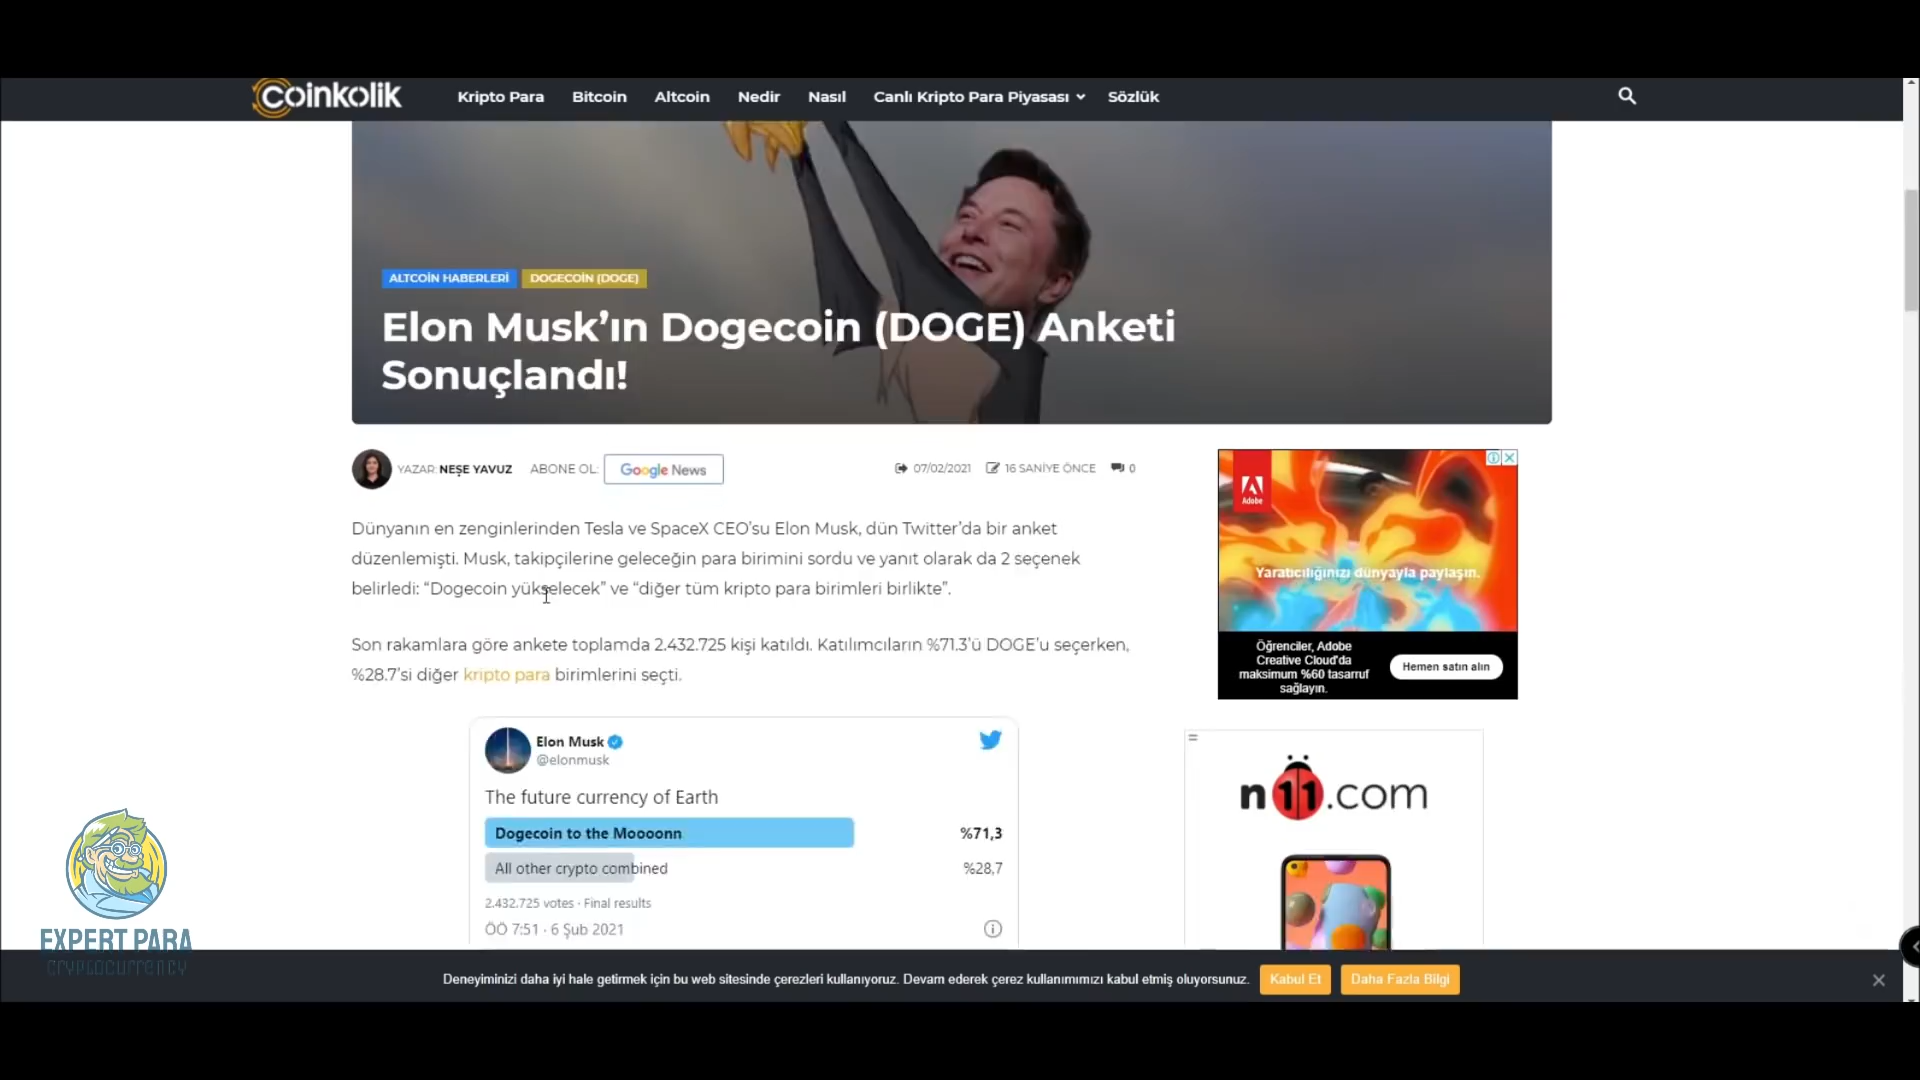 Coinkolik
Kripto Para Bitcoin Altcoin Nedir Nasıl Canlı Kripto Para Piyasası Sözlük
ALTCOİN HABERLERİ DOGECOİN (DOGE)
Elon Musk’ın Dogecoin (DOGE) Anketi
Sonuçlandı!
YAZAR: NEŞE YAVUZ ABONE OL: Google News 07/02/2021 16 SANİYE ÖNCE 0
Dünyanın en zenginlerinden Tesla ve SpaceX CEO’su Elon Musk, dün Twitter’da bir anket
düzenlemişti. Musk, takipçilerine geleceğin para birimini sordu ve yanıt olarak da 2 seçenek
belirledi: “Dogecoin yükselecek” ve “diğer tüm kripto para birimleri birlikte”.
Son rakamlara göre ankete toplamda 2.432.725 kişi katıldı. Katılımcıların %71.3’ü DOGE’u seçerken,
%28.7’si diğer kripto para birimlerini seçti.
Elon Musk
@elonmusk
The future currency of Earth
Dogecoin to the Moooonn %71,3
All other crypto combined %28,7
2.432.725 votes · Final results
ÖÖ 7:51 · 6 Şub 2021
Adobe
Yaratıcılığınızı dünyayla paylaşın.
Öğrenciler, Adobe
Creative Cloud'da
maksimum %60 tasarruf
sağlayın.
Hemen satın alın
n11.com
EXPERT PARA
CRYPTOCURRENCY
Deneyiminizi daha iyi hale getirmek için bu web sitesinde çerezleri kullanıyoruz. Devam ederek çerez kullanımımızı kabul etmiş oluyorsunuz. Kabul Et Daha Fazla Bilgi